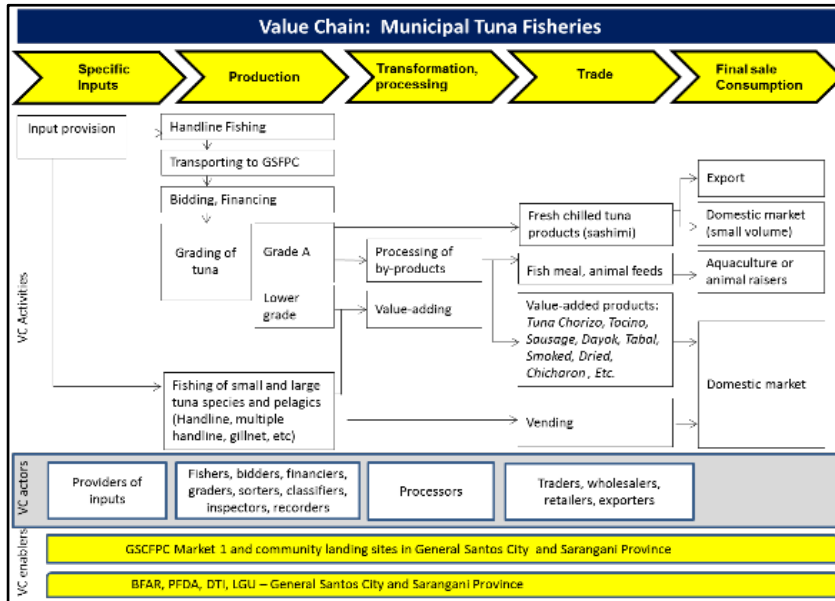 Value Chain: Municipal Tuna Fisheries
Specific
Inputs
Production
Transformation,
processing
Trade
Final sale
Consumption
VC Activities
Input provision
Handline Fishing
Transporting to GSFPC
Bidding, Financing
Grading of
tuna
Grade A
Lower
grade
Fishing of small and large
tuna species and pelagics
(Handline, multiple
handline, gillnet, etc)
Processing of
by-products
Value-adding
Fresh chilled tuna
products (sashimi)
Fish meal, animal feeds
Value-added products:
Tuna Chorizo, Tocino,
Sausage, Dayok, Tabal,
Smoked, Dried,
Chicharon , Etc.
Vending
Export
Domestic market
(small volume)
Aquaculture or
animal raisers
Domestic market
VC actors
Providers of
inputs
Fishers, bidders, financiers,
graders, sorters, classifiers,
inspectors, recorders
Processors
Traders, wholesalers,
retailers, exporters
VC enablers
GSCFPC Market 1 and community landing sites in General Santos City and Sarangani Province
BFAR, PFDA, DTI, LGU – General Santos City and Sarangani Province